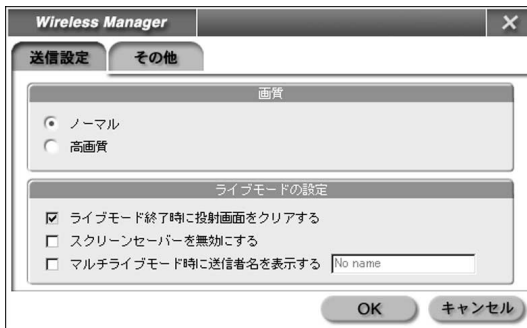 Wireless Manager
送信設定 その他
画質
ノーマル
高画質
ライブモードの設定
ライブモード終了時に投射画面をクリアする
スクリーンセーバーを無効にする
マルチライブモード時に送信者名を表示する No name
OK キャンセル